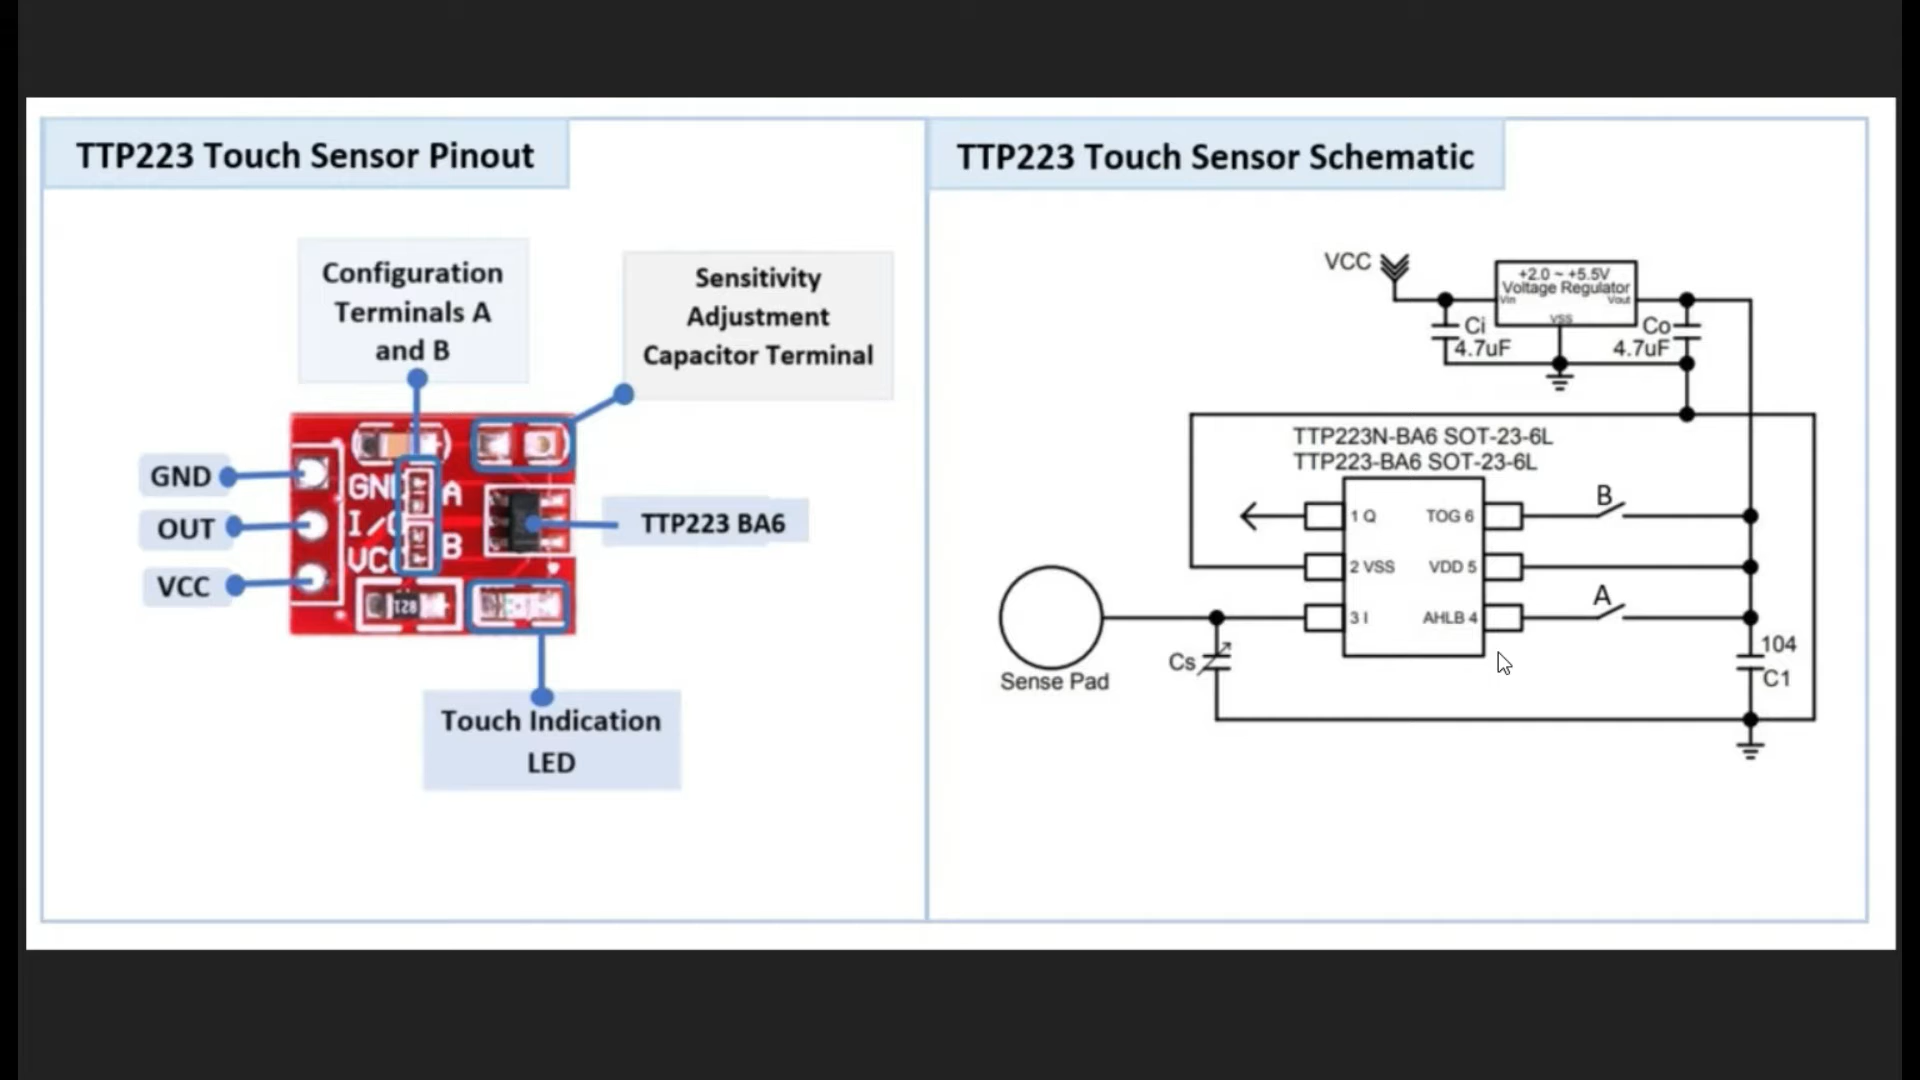 TTP223 Touch Sensor Pinout
Configuration
Terminals A
and B
Sensitivity
Adjustment
Capacitor Terminal
GND
OUT
VCC
GND
A
I/O
B
VCC
TTP223 BA6
Touch Indication
LED
TTP223 Touch Sensor Schematic
VCC
+2.0 ~ +5.5V
Voltage Regulator
Vin
Vout
VSS
Ci
4.7uF
Co
4.7uF
TTP223N-BA6 SOT-23-6L
TTP223-BA6 SOT-23-6L
1 Q
TOG 6
B
2 VSS
VDD 5
3 I
AHLB 4
A
Sense Pad
Cs
104
C1